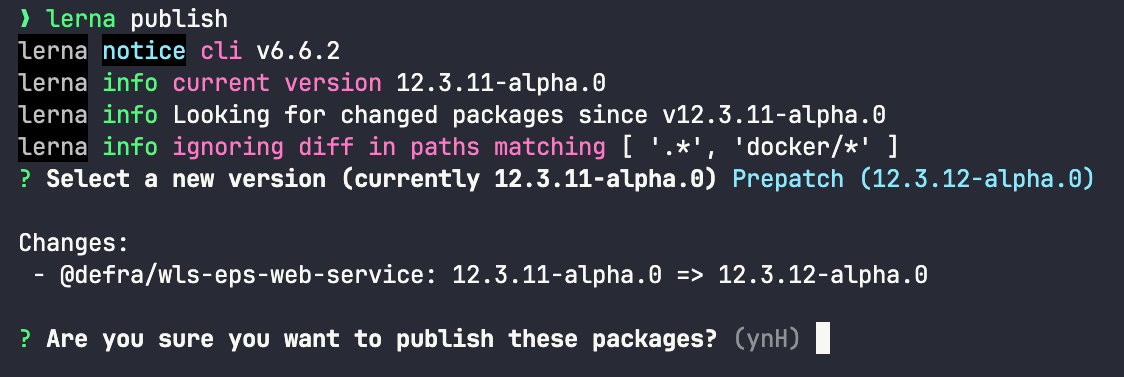 ❯ lerna publish
lerna notice cli v6.6.2
lerna info current version 12.3.11-alpha.0
lerna info Looking for changed packages since v12.3.11-alpha.0
lerna info ignoring diff in paths matching [ '.*', 'docker/*' ]
? Select a new version (currently 12.3.11-alpha.0) Prepatch (12.3.12-alpha.0)
Changes:
- @defra/wls-eps-web-service: 12.3.11-alpha.0 => 12.3.12-alpha.0
? Are you sure you want to publish these packages? (ynH)